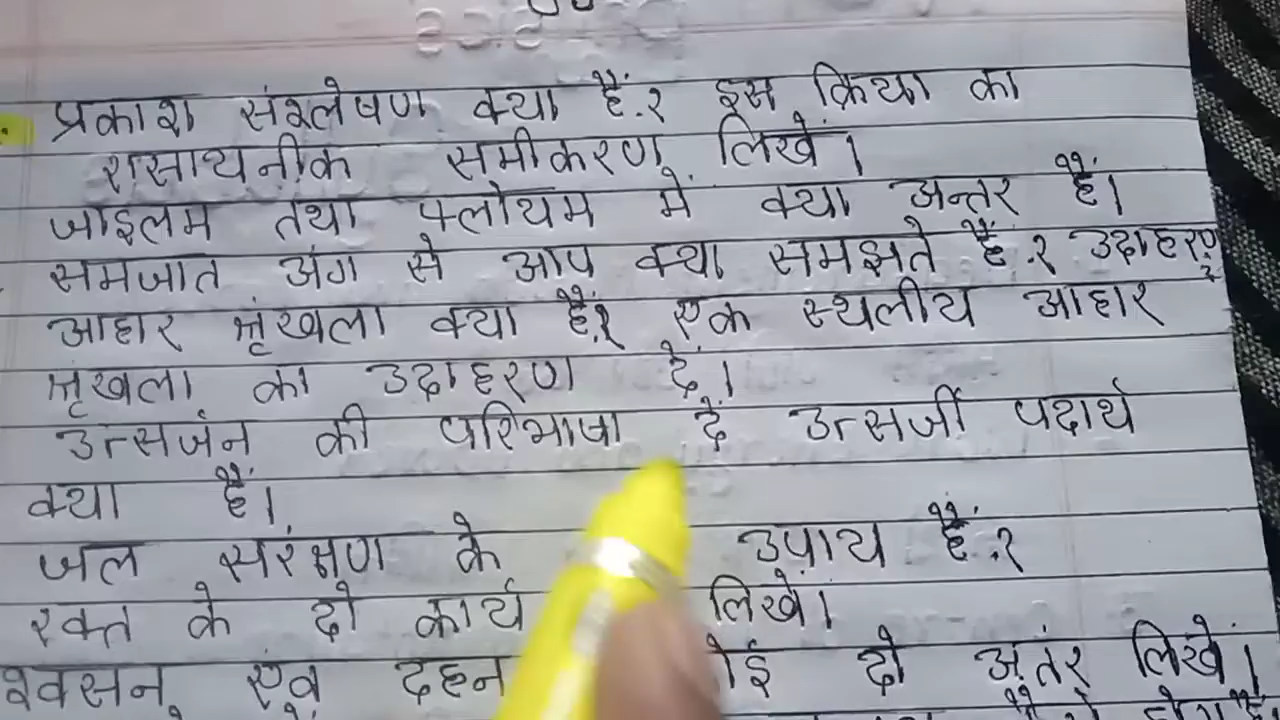 प्रकाश संश्लेषण क्या हैं.? इस क्रिया का
रासायनीक समीकरण लिखें।
जाइलम तथा फ्लोयम में क्या अन्तर हैं।
समजात अंग से आप क्या समझते हैं.? उदाहरण
आहार श्रृंखला क्या हैं? एक स्थलीय आहार
श्रृखला का उदाहरण दें।
उत्सर्जन की परिभाषा दें उत्सर्जी पदार्थ
क्या हैं।
जल सरंक्षण के उपाय हैं.?
रक्त के दो कार्य लिखें।
श्वसन एंव दहन दो अंतर लिखें।